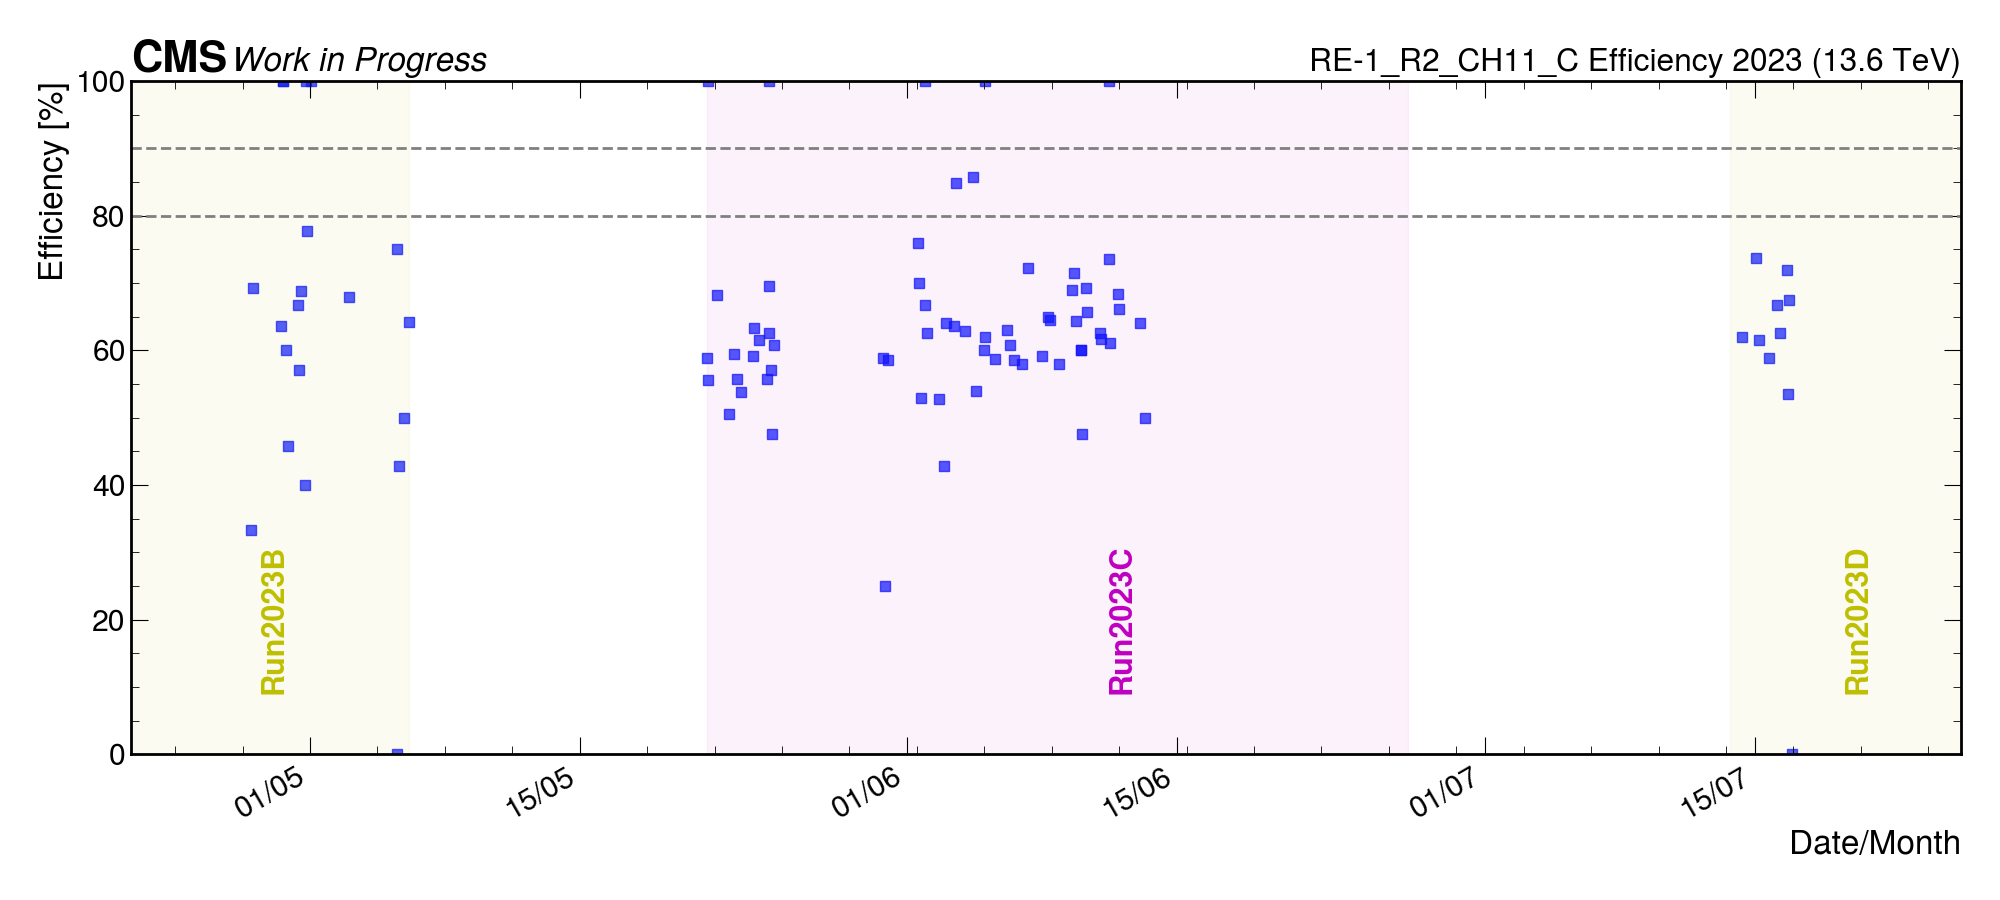 CMS Work in Progress
RE-1_R2_CH11_C Efficiency 2023 (13.6 TeV)
Efficiency [%]
100
80
60
40
20
0
Run2023B
Run2023C
Run2023D
01/05
15/05
01/06
15/06
01/07
15/07
Date/Month